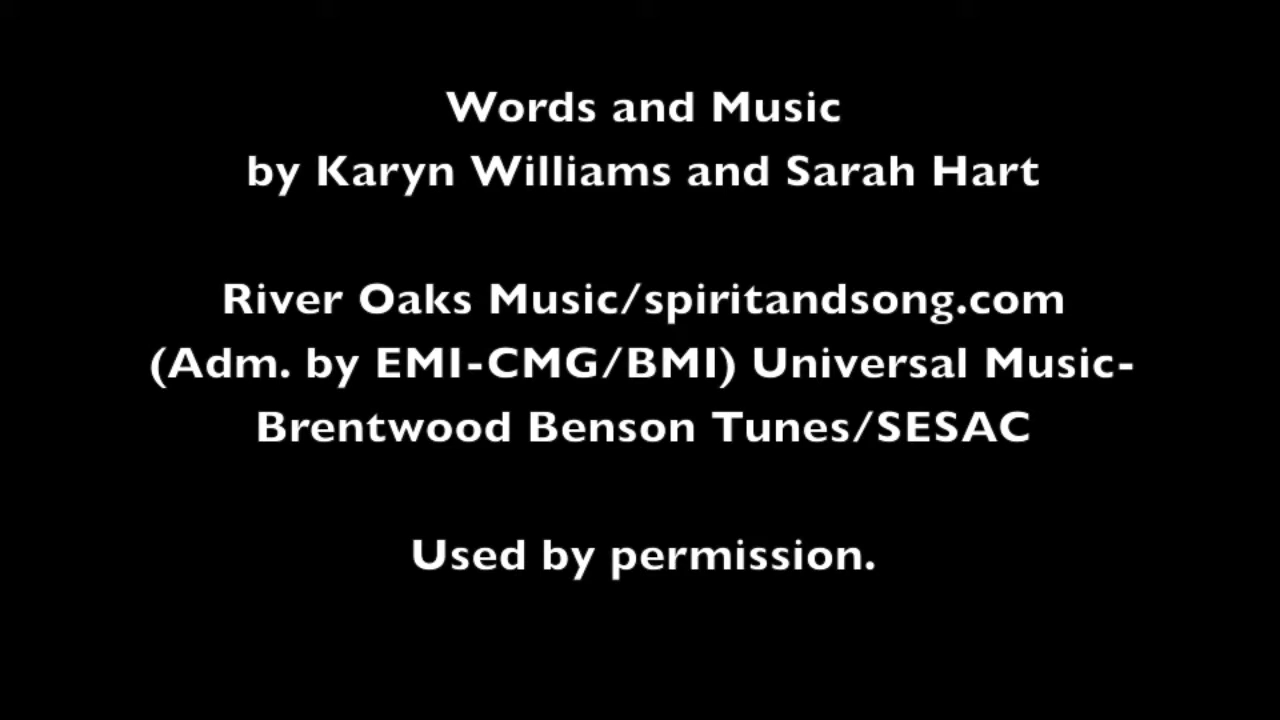 Words and Music
by Karyn Williams and Sarah Hart
River Oaks Music/spiritandsong.com
(Adm. by EMI-CMG/BMI) Universal Music-
Brentwood Benson Tunes/SESAC
Used by permission.